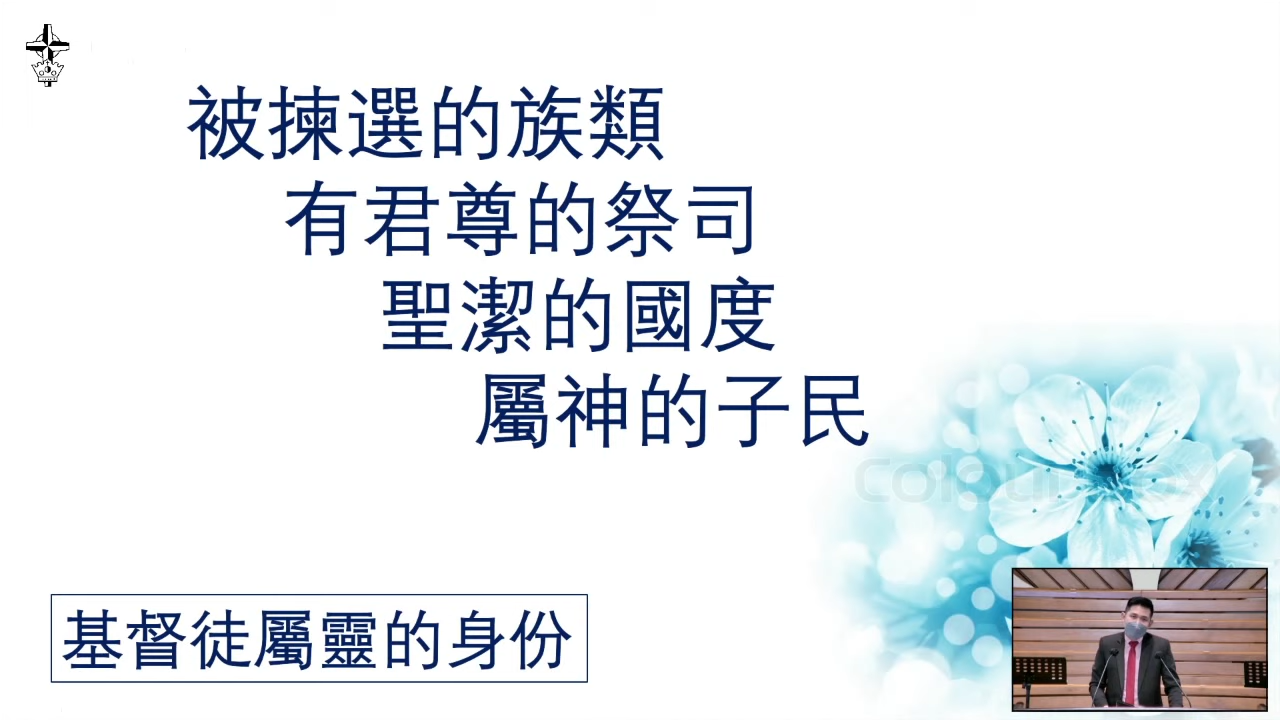 被揀選的族類
有君尊的祭司
聖潔的國度
屬神的子民
基督徒屬靈的身份